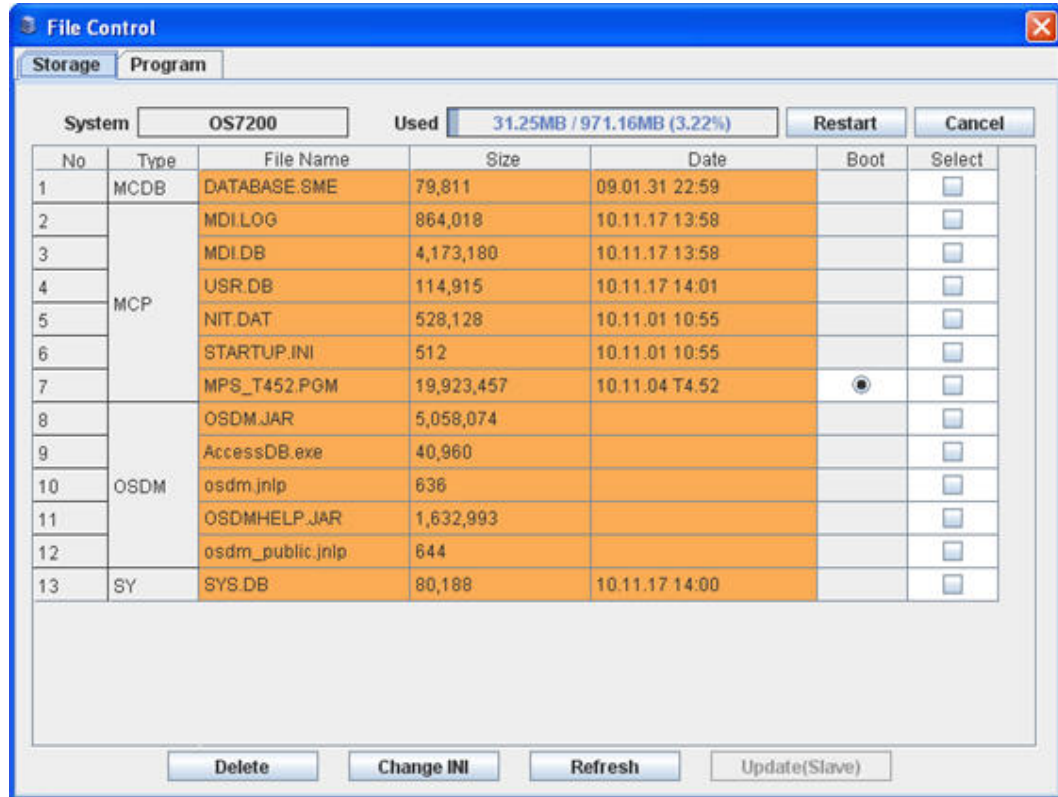 File Control
Storage Program
System OS7200 Used 31.25MB / 971.16MB (3.22%) Restart Cancel
No Type File Name Size Date Boot Select
1 MCDB DATABASE.SME 79,811 09.01.31 22:59
2 MDI.LOG 864,018 10.11.17 13:58
3 MDI.DB 4,173,180 10.11.17 13:58
4 USR.DB 114,915 10.11.17 14:01
MCP
5 NIT.DAT 528,128 10.11.01 10:55
6 STARTUP.INI 512 10.11.01 10:55
7 MPS_T452.PGM 19,923,457 10.11.04 T4.52
8 OSDM.JAR 5,058,074
9 AccessDB.exe 40,960
10 OSDM osdm.jnlp 636
11 OSDMHELP.JAR 1,632,993
12 osdm_public.jnlp 644
13 SY SYS.DB 80,188 10.11.17 14:00
Delete Change INI Refresh Update(Slave)